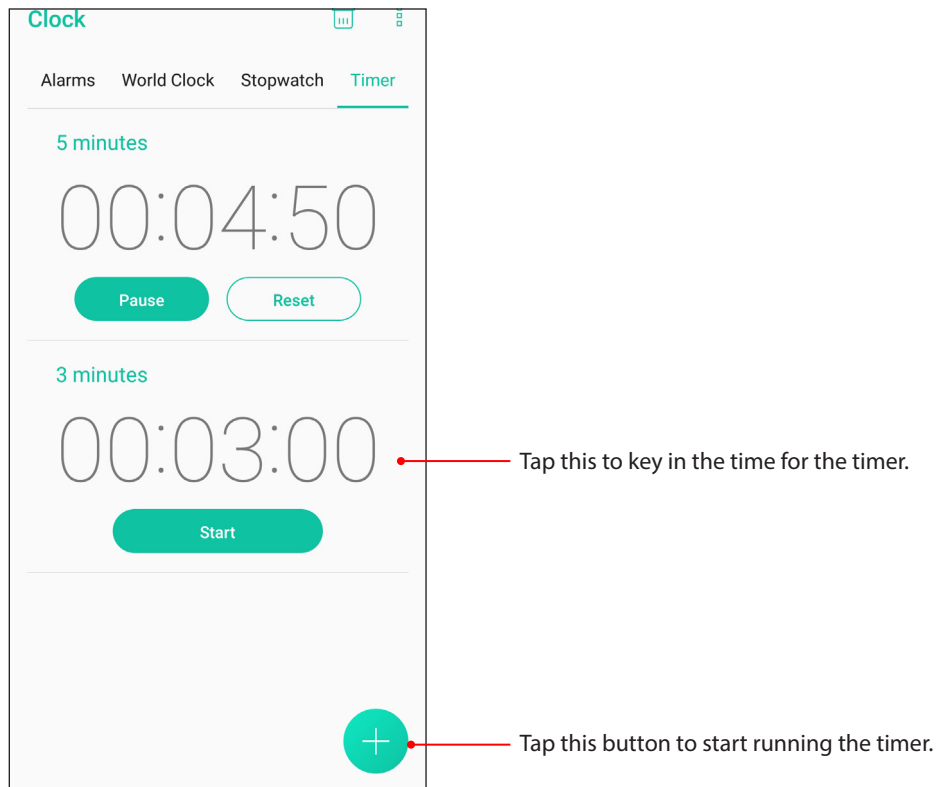 Clock
Alarms World Clock Stopwatch Timer
5 minutes
00:04:50
Pause Reset
3 minutes
00:03:00
Tap this to key in the time for the timer.
Start
Tap this button to start running the timer.